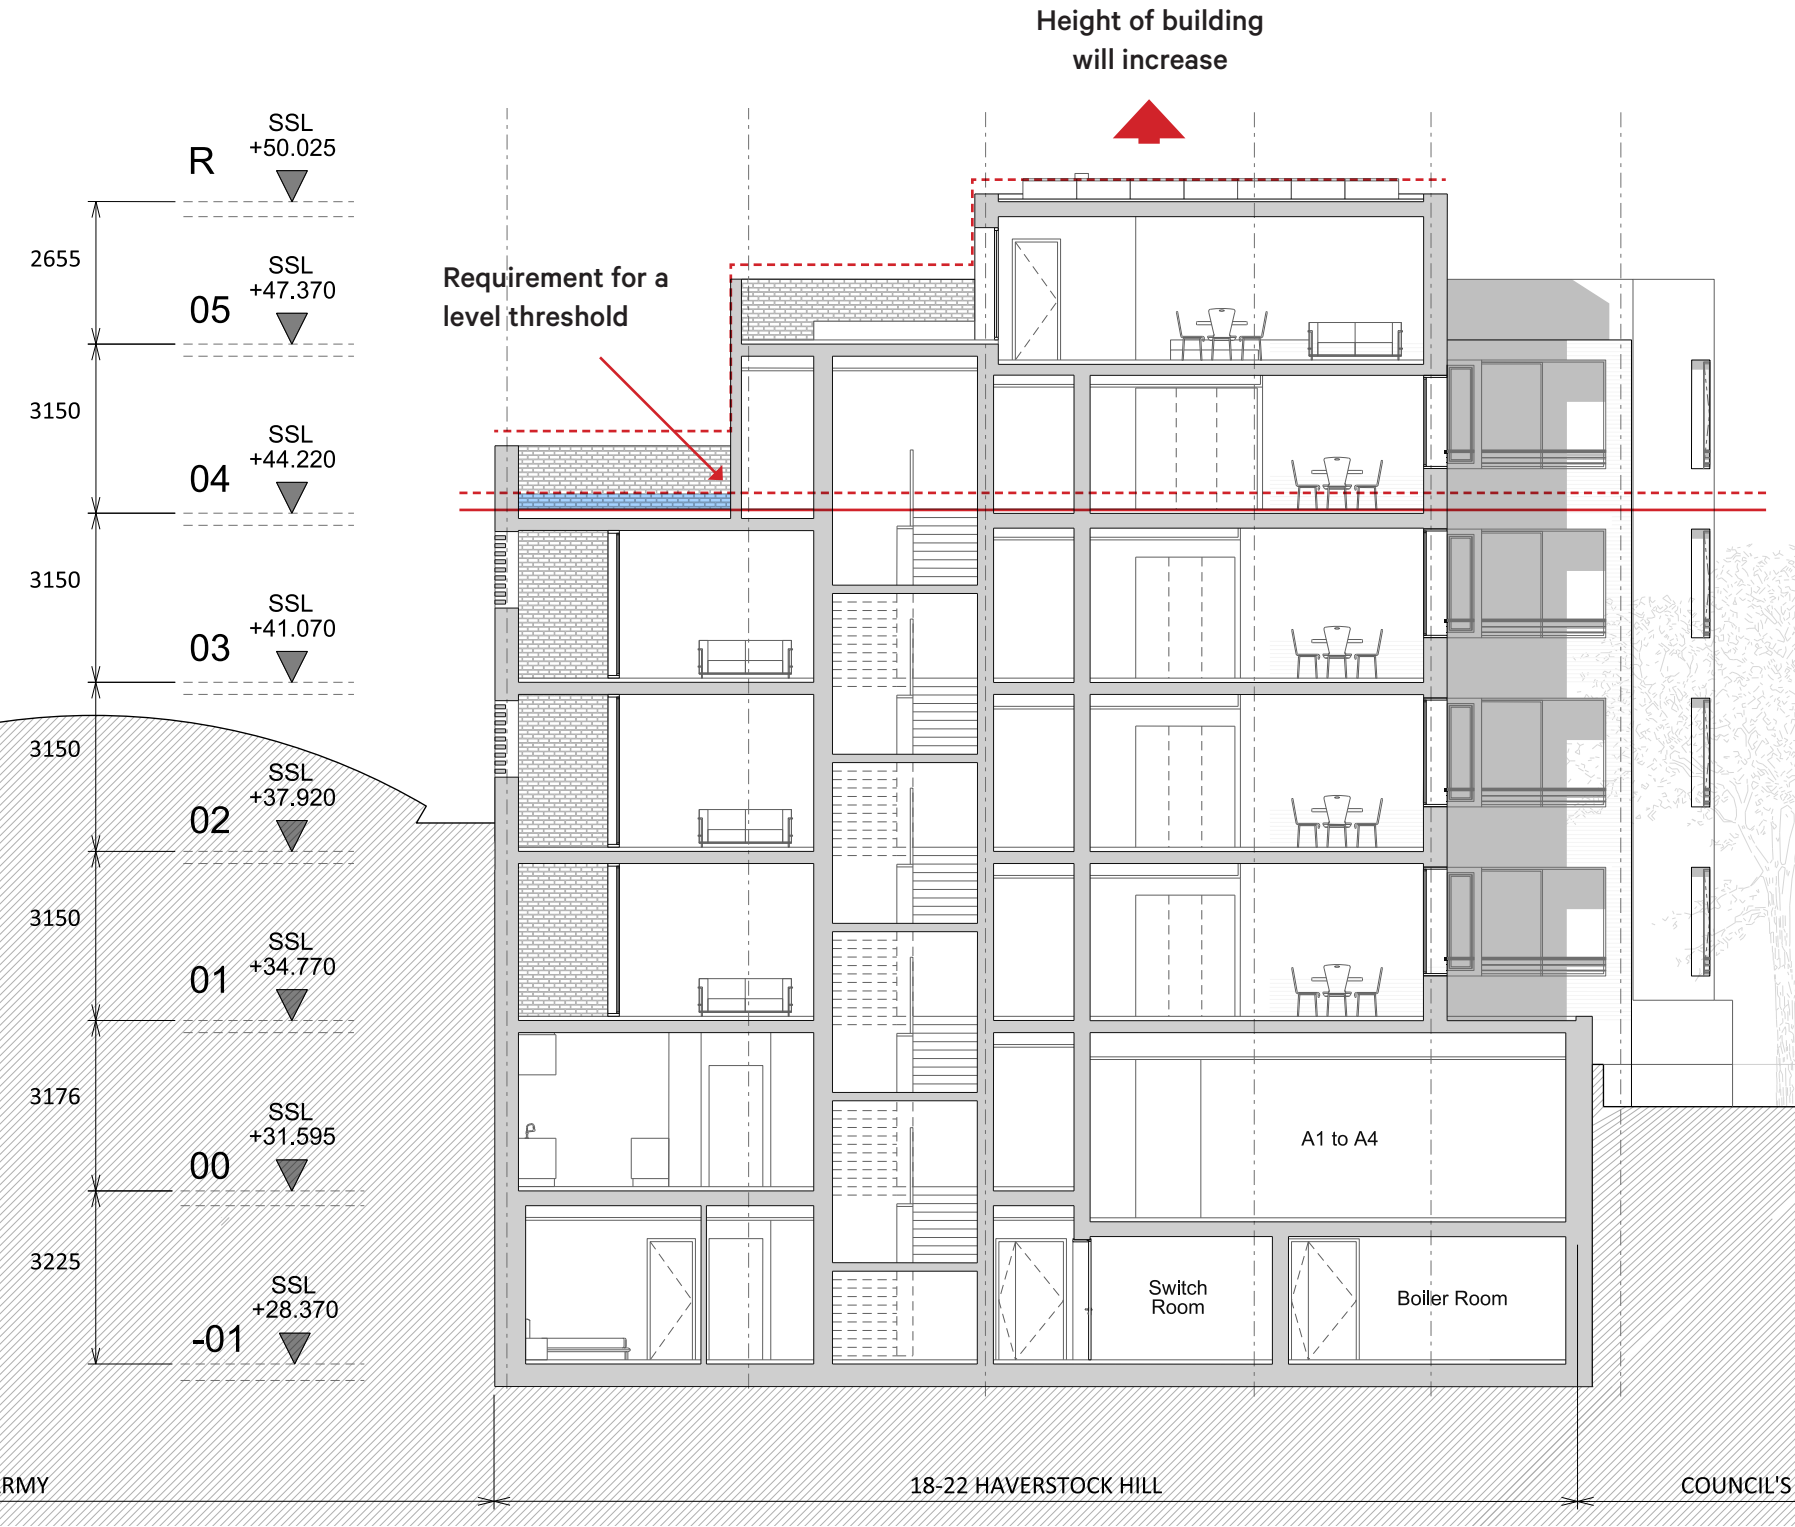 Height of building
will increase
R
SSL
+50.025
2655
05
SSL
+47.370
Requirement for a
level threshold
3150
04
SSL
+44.220
3150
03
SSL
+41.070
3150
02
SSL
+37.920
3150
01
SSL
+34.770
3176
00
SSL
+31.595
A1 to A4
3225
-01
SSL
+28.370
Switch
Room
Boiler Room
RMY
18-22 HAVERSTOCK HILL
COUNCIL'S